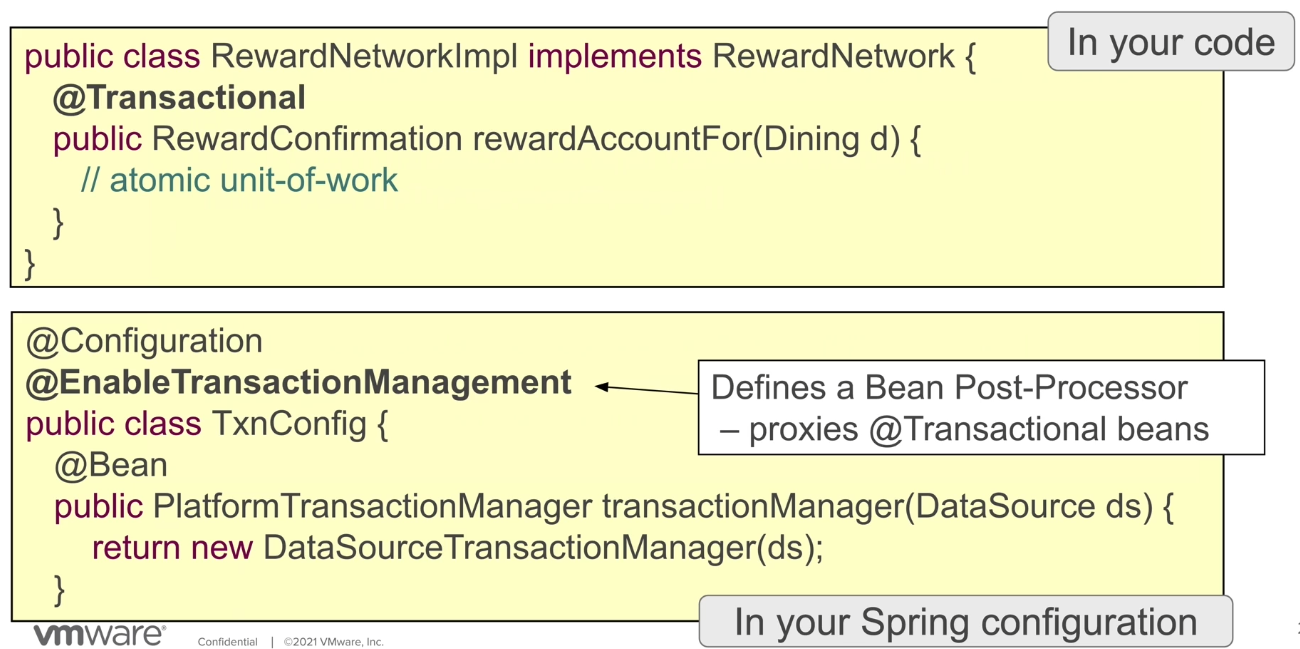 In your code
public class RewardNetworkImpl implements RewardNetwork {
@Transactional
public RewardConfirmation rewardAccountFor(Dining d) {
// atomic unit-of-work
}
}
@Configuration
@EnableTransactionManagement
Defines a Bean Post-Processor
– proxies @Transactional beans
public class TxnConfig {
@Bean
public PlatformTransactionManager transactionManager(DataSource ds) {
return new DataSourceTransactionManager(ds);
}
In your Spring configuration
vmware®
Confidential | ©2021 VMware, Inc.